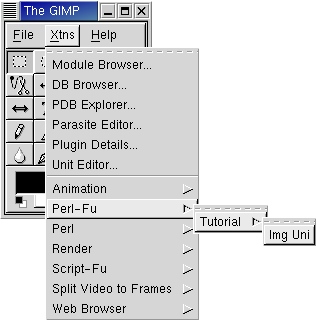 The GIMP
File Xtns Help
Module Browser...
DB Browser...
PDB Explorer...
Parasite Editor...
Plugin Details...
Unit Editor...
Animation
Perl-Fu
Tutorial
Img Uni
Perl
Render
Script-Fu
Split Video to Frames
Web Browser